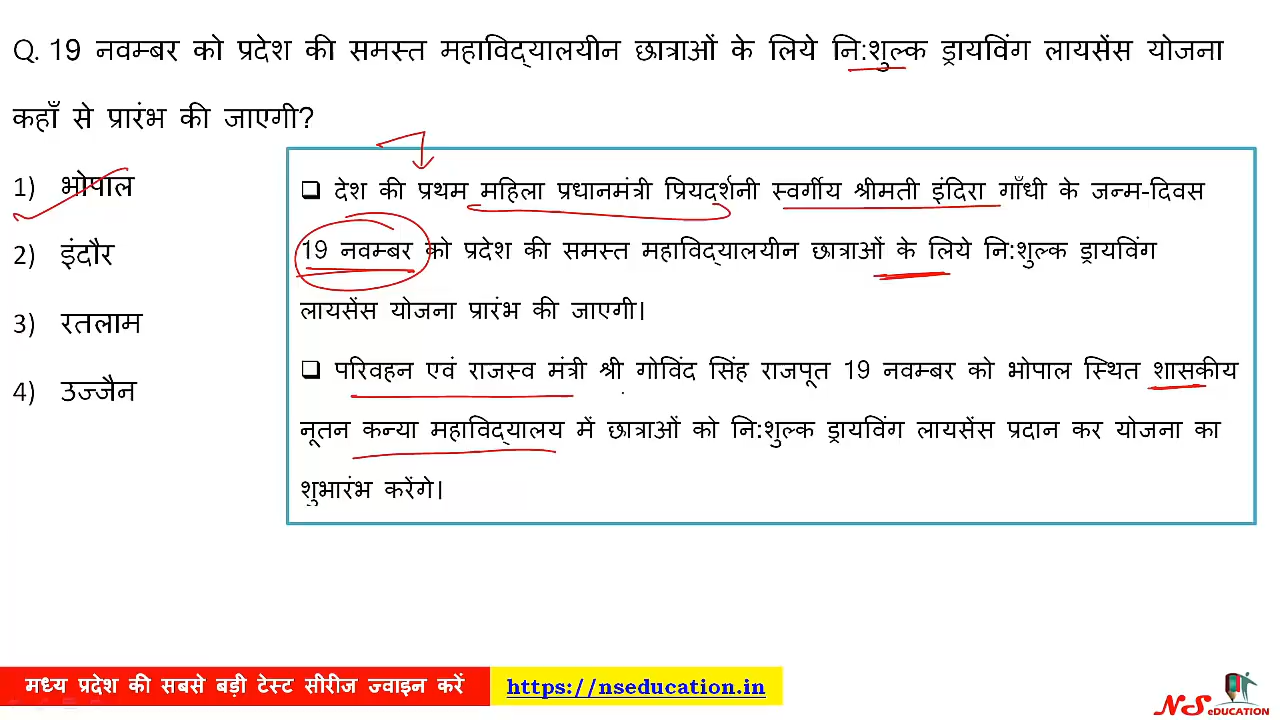 Q. 19 नवम्बर को प्रदेश की समस्त महाविद्यालयीन छात्राओं के लिये नि:शुल्क ड्रायविंग लायसेंस योजना
कहाँ से प्रारंभ की जाएगी?
1) भोपाल
2) इंदौर
3) रतलाम
4) उज्जैन
देश की प्रथम महिला प्रधानमंत्री प्रियदर्शनी स्वर्गीय श्रीमती इंदिरा गाँधी के जन्म-दिवस
19 नवम्बर को प्रदेश की समस्त महाविद्यालयीन छात्राओं के लिये नि:शुल्क ड्रायविंग
लायसेंस योजना प्रारंभ की जाएगी।
परिवहन एवं राजस्व मंत्री श्री गोविंद सिंह राजपूत 19 नवम्बर को भोपाल स्थित शासकीय
नूतन कन्या महाविद्यालय में छात्राओं को नि:शुल्क ड्रायविंग लायसेंस प्रदान कर योजना का
शुभारंभ करेंगे।
मध्य प्रदेश की सबसे बड़ी टेस्ट सीरीज ज्वाइन करें
https://nseducation.in
NS eDUCATION